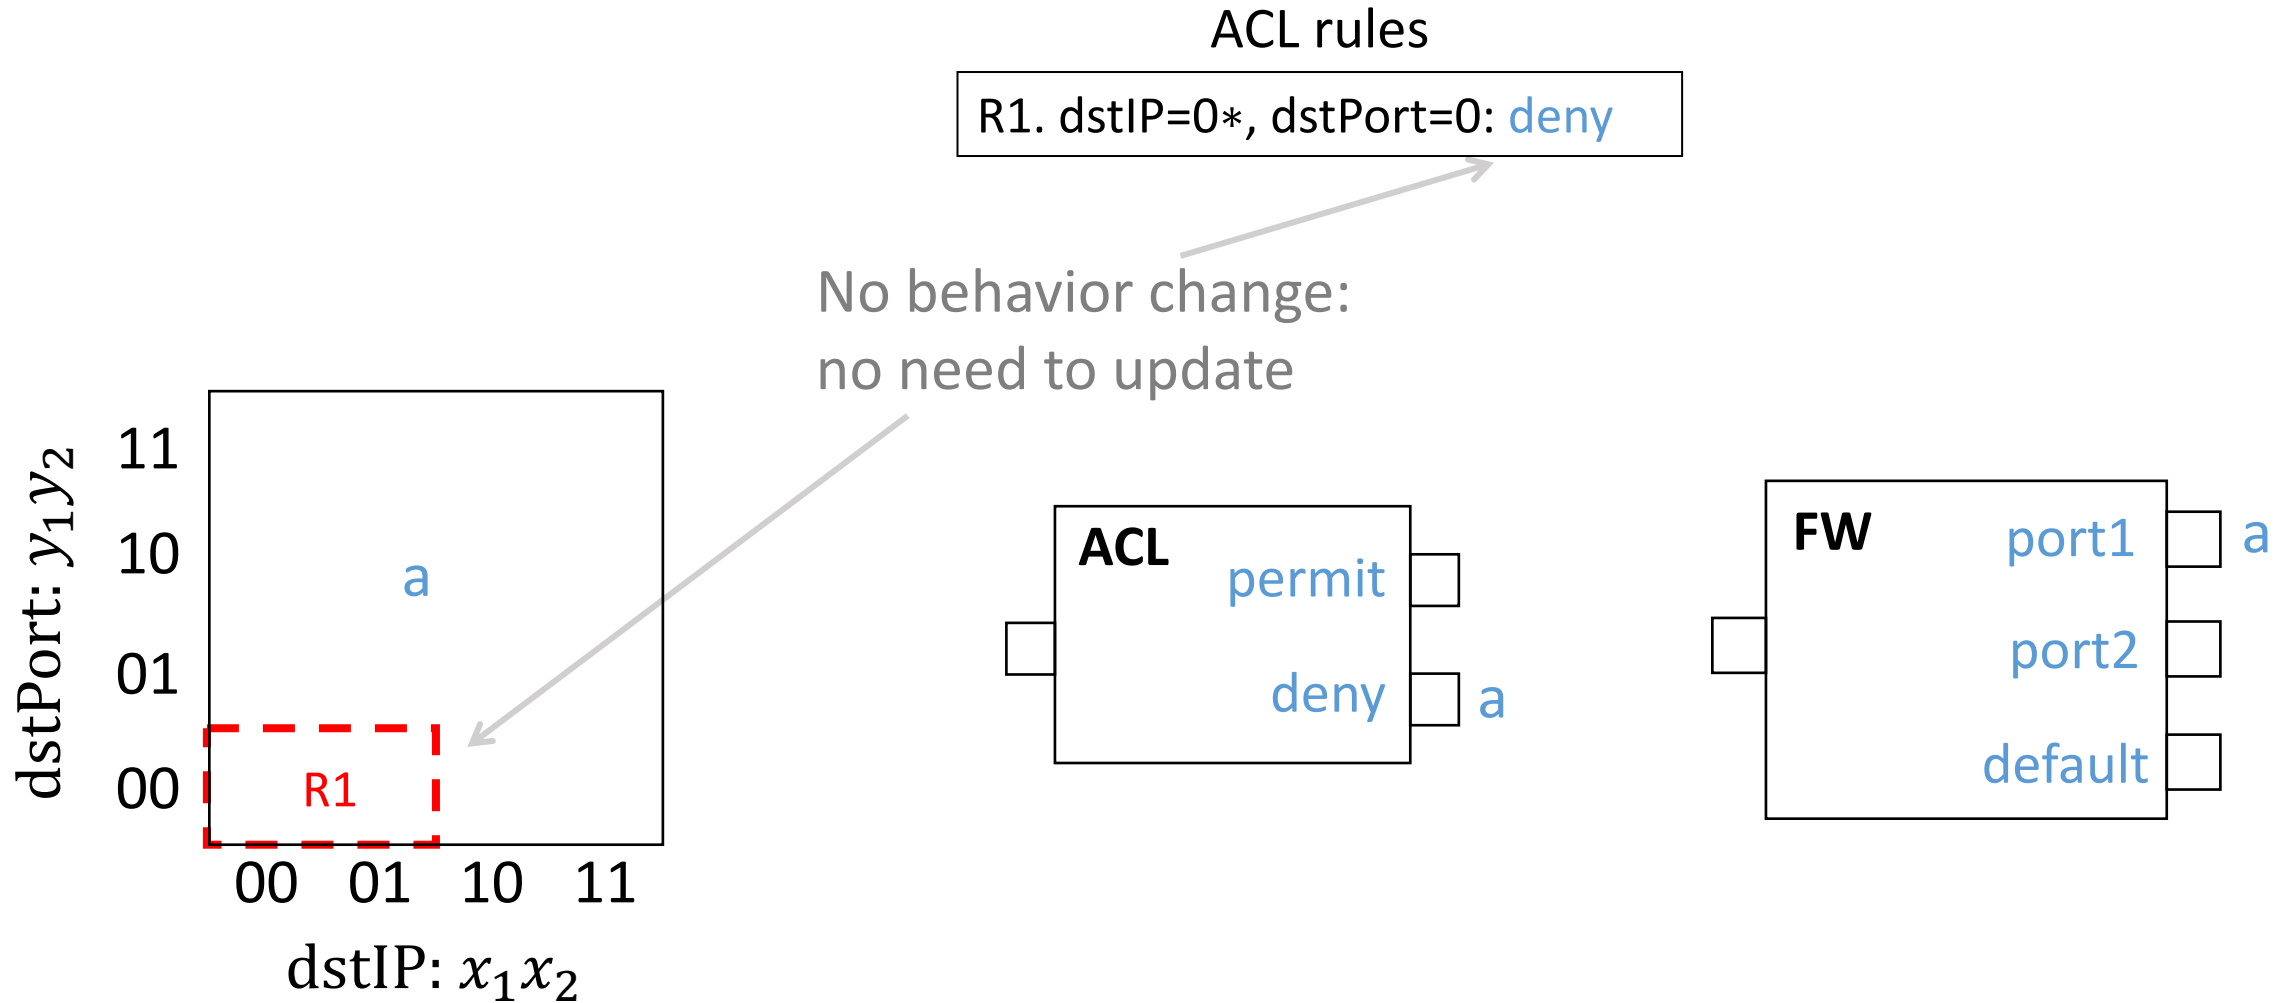 ACL rules
R1. dstIP=0*, dstPort=0: deny
No behavior change:
no need to update
dstPort: y₁y₂
11
10
01
00
a
R1
00 01 10 11
dstIP: x₁x₂
ACL
permit
deny
a
FW
port1
a
port2
default